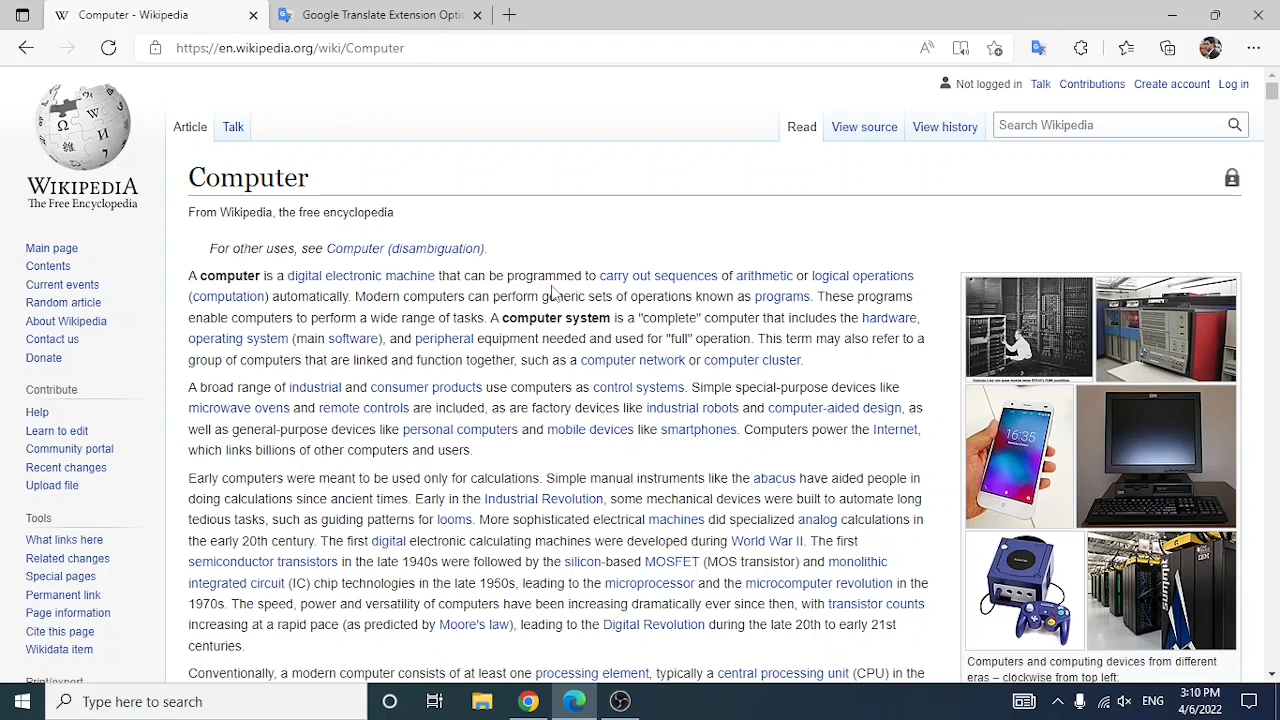 Computer - Wikipedia
Google Translate Extension Opti
https://en.wikipedia.org/wiki/Computer
Not logged in Talk Contributions Create account Log in
Article Talk Read View source View history Search Wikipedia
WIKIPEDIA
The Free Encyclopedia
Main page
Contents
Current events
Random article
About Wikipedia
Contact us
Donate
Contribute
Help
Learn to edit
Community portal
Recent changes
Upload file
Tools
What links here
Related changes
Special pages
Permanent link
Page information
Cite this page
Wikidata item
Print/export
Computer
From Wikipedia, the free encyclopedia
For other uses, see Computer (disambiguation).
A computer is a digital electronic machine that can be programmed to carry out sequences of arithmetic or logical operations
(computation) automatically. Modern computers can perform generic sets of operations known as programs. These programs
enable computers to perform a wide range of tasks. A computer system is a "complete" computer that includes the hardware,
operating system (main software), and peripheral equipment needed and used for "full" operation. This term may also refer to a
group of computers that are linked and function together, such as a computer network or computer cluster.
A broad range of industrial and consumer products use computers as control systems. Simple special-purpose devices like
microwave ovens and remote controls are included, as are factory devices like industrial robots and computer-aided design, as
well as general-purpose devices like personal computers and mobile devices like smartphones. Computers power the Internet,
which links billions of other computers and users.
Early computers were meant to be used only for calculations. Simple manual instruments like the abacus have aided people in
doing calculations since ancient times. Early in the Industrial Revolution, some mechanical devices were built to automate long
tedious tasks, such as guiding patterns for looms. More sophisticated electrical machines did specialized analog calculations in
the early 20th century. The first digital electronic calculating machines were developed during World War II. The first
semiconductor transistors in the late 1940s were followed by the silicon-based MOSFET (MOS transistor) and monolithic
integrated circuit (IC) chip technologies in the late 1950s, leading to the microprocessor and the microcomputer revolution in the
1970s. The speed, power and versatility of computers have been increasing dramatically ever since then, with transistor counts
increasing at a rapid pace (as predicted by Moore's law), leading to the Digital Revolution during the late 20th to early 21st
centuries.
Conventionally, a modern computer consists of at least one processing element, typically a central processing unit (CPU) in the
16:35
IBM
Computers and computing devices from different
eras – clockwise from top left:
Type here to search
ENG
3:10 PM
4/6/2022